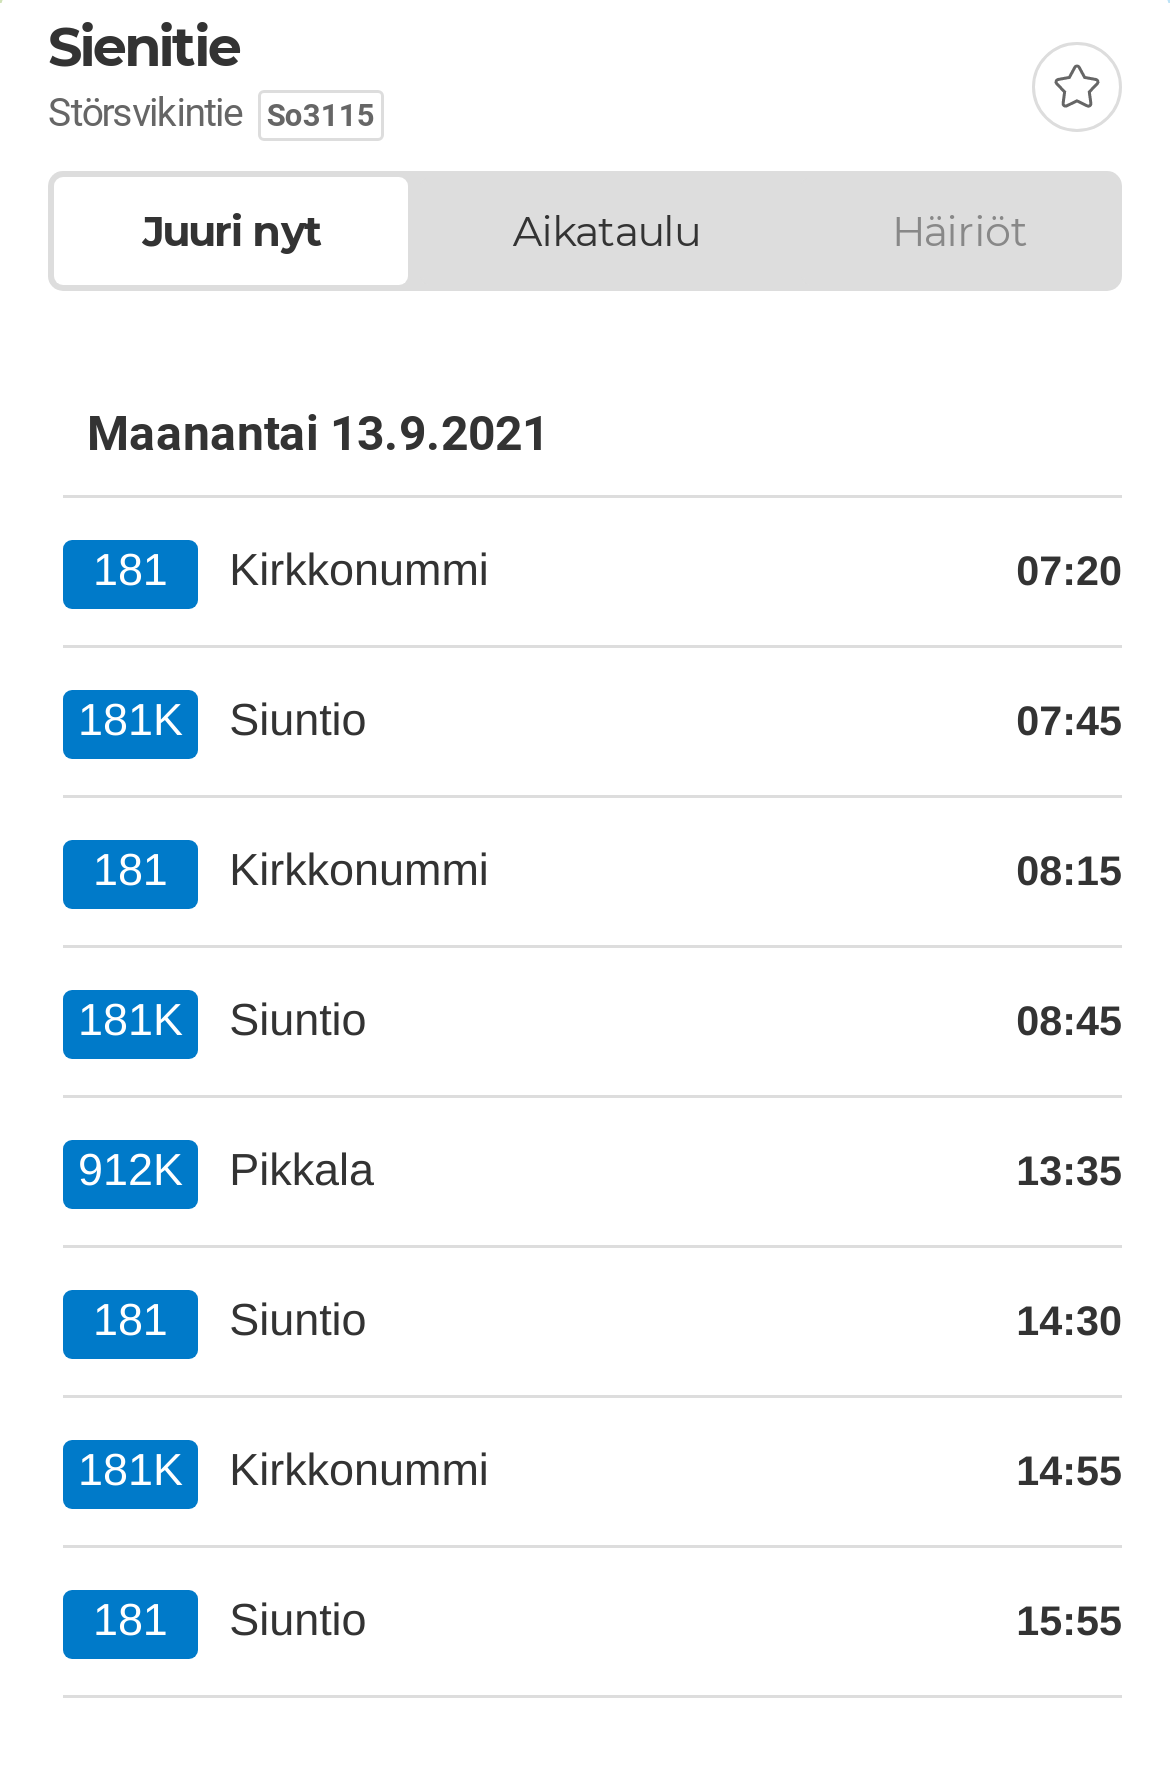 Sienitie
Störsvikintie So3115
Juuri nyt Aikataulu Häiriöt
Maanantai 13.9.2021
181 Kirkkonummi 07:20
181K Siuntio 07:45
181 Kirkkonummi 08:15
181K Siuntio 08:45
912K Pikkala 13:35
181 Siuntio 14:30
181K Kirkkonummi 14:55
181 Siuntio 15:55